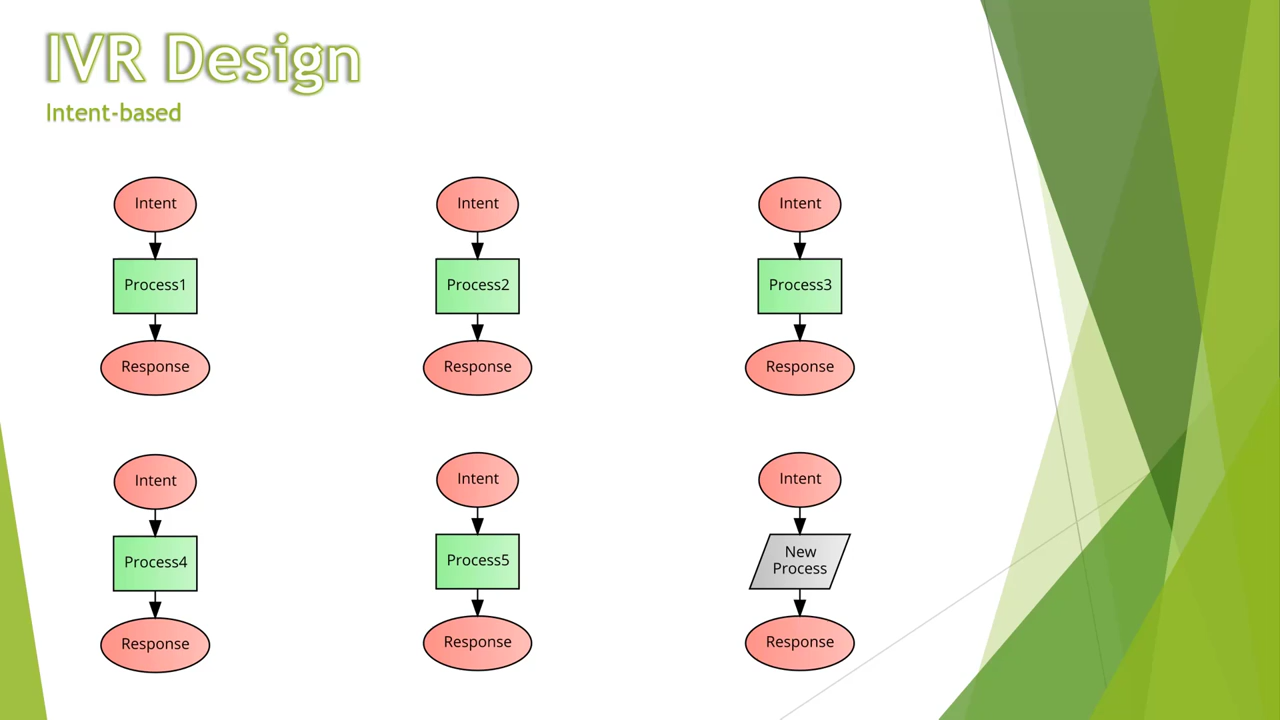 IVR Design
Intent-based
Intent
Process1
Response
Intent
Process2
Response
Intent
Process3
Response
Intent
Process4
Response
Intent
Process5
Response
Intent
New
Process
Response